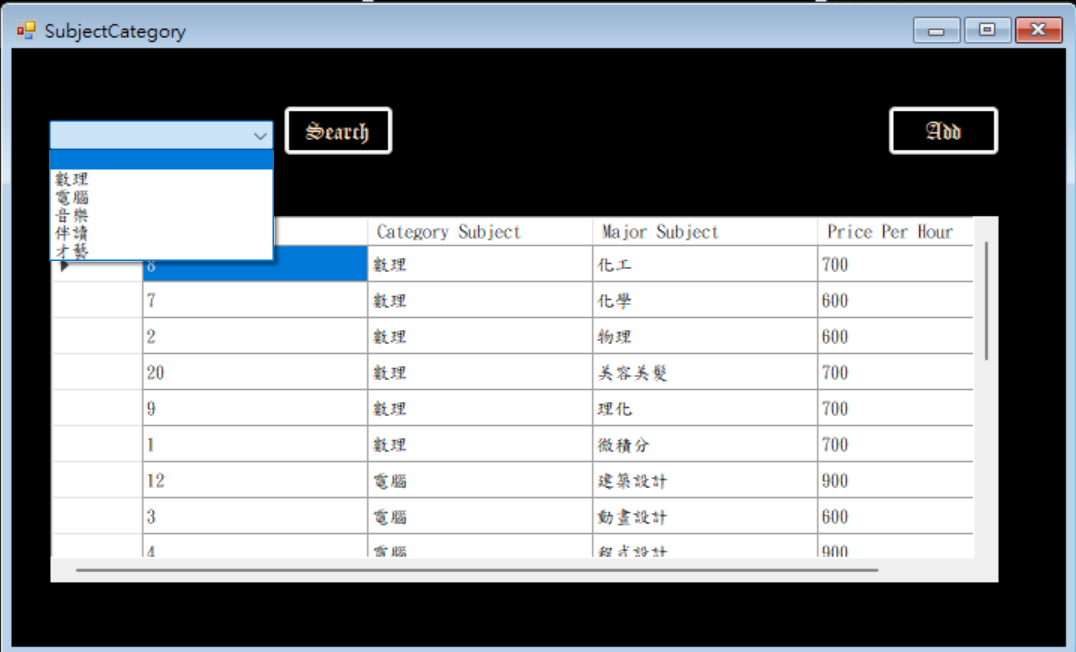 SubjectCategory
Search
Add
數理
電腦
音樂
伴讀
才藝
Category Subject Major Subject Price Per Hour
8 數理 化工 700
7 數理 化學 600
2 數理 物理 600
20 數理 美容美髮 700
9 數理 理化 700
1 數理 微積分 700
12 電腦 建築設計 900
3 電腦 動畫設計 600
4 電腦 程式設計 900